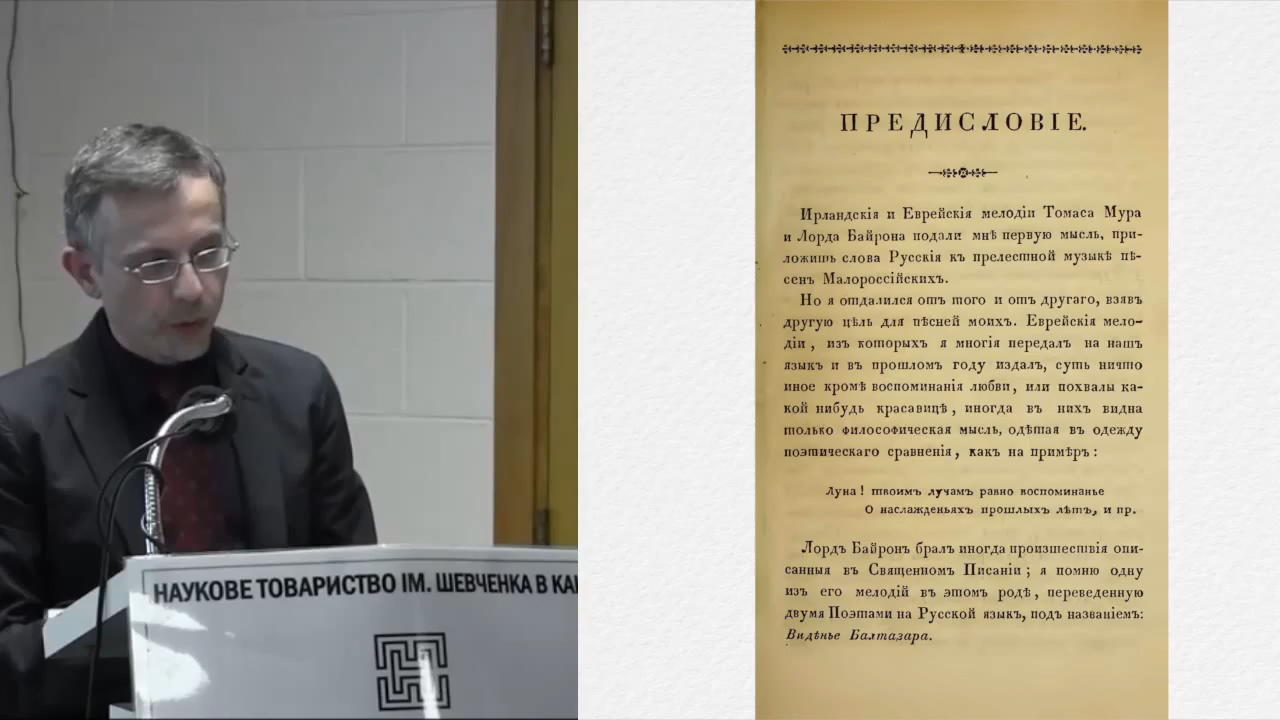 НАУКОВЕ ТОВАРИСТВО ІМ. ШЕВЧЕНКА В
ПРЕДИСЛОВІЕ.
Ирландскія и Еврейскія мелодіи Томаса Мура
и Лорда Байрона подали мнѣ первую мысль, при-
ложить слова Русскія къ прелестной музыкѣ пѣ-
сенъ Малороссійскихъ.
Но я отдалился отъ того и отъ другаго, взявъ
другую цѣль для пѣсней моихъ. Еврейскія мело-
діи, изъ которыхъ я многія передалъ на нашъ
языкъ и въ прошломъ году издалъ, суть ничто
иное кромѣ воспоминанія любви, или похвалы ка-
кой нибудь красавицѣ, иногда въ нихъ видна
только философическая мысль, одѣтая въ одежду
поэтическаго сравненія, какъ на примѣръ:
Луна! твоимъ лучамъ равно воспоминанье
О наслажденьяхъ прошлыхъ лѣтъ, и пр.
Лордъ Байронъ бралъ иногда произшествія опи-
санныя въ Священномъ Писаніи; я помню одну
изъ его мелодій въ этомъ родѣ, переведенную
двумя Поэтами на Русской языкъ, подъ названіемъ:
Видѣнье Балтазара.